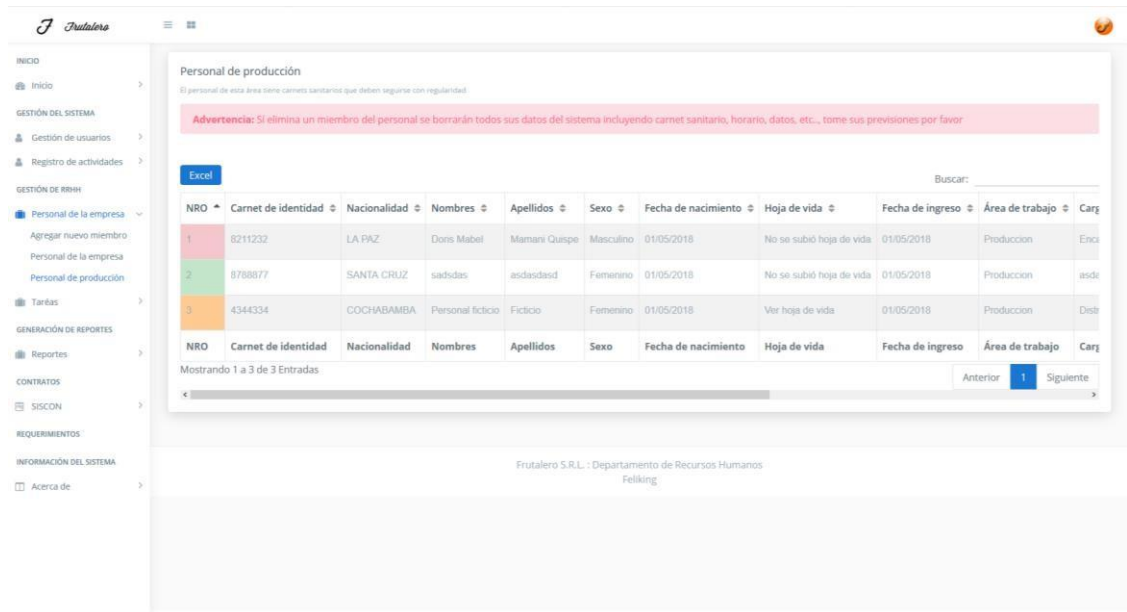 Frutalero
INICIO
Inicio
GESTIÓN DEL SISTEMA
Gestión de usuarios
Registro de actividades
GESTIÓN DE RRHH
Personal de la empresa
Agregar nuevo miembro
Personal de la empresa
Personal de producción
Taréas
GENERACIÓN DE REPORTES
Reportes
CONTRATOS
SISCON
REQUERIMIENTOS
INFORMACIÓN DEL SISTEMA
Acerca de
Personal de producción
El personal de esta área tiene carnets sanitarios que deben seguirse con regularidad
Advertencia: Sí elimina un miembro del personal se borrarán todos sus datos del sistema incluyendo carnet sanitario, horario, datos, etc.., tome sus previsiones por favor
Excel
Buscar:
NRO Carnet de identidad Nacionalidad Nombres Apellidos Sexo Fecha de nacimiento Hoja de vida Fecha de ingreso Área de trabajo Carg
1 8211232 LA PAZ Doris Mabel Mamani Quispe Masculino 01/05/2018 No se subió hoja de vida 01/05/2018 Produccion Enca
2 8788877 SANTA CRUZ sadsdas asdasdasd Femenino 01/05/2018 No se subió hoja de vida 01/05/2018 Produccion asda
3 4344334 COCHABAMBA Personal ficticio Ficticio Femenino 01/05/2018 Ver hoja de vida 01/05/2018 Produccion Distr
NRO Carnet de identidad Nacionalidad Nombres Apellidos Sexo Fecha de nacimiento Hoja de vida Fecha de ingreso Área de trabajo Carg
Mostrando 1 a 3 de 3 Entradas
Anterior 1 Siguiente
Frutalero S.R.L. : Departamento de Recursos Humanos
Feliking